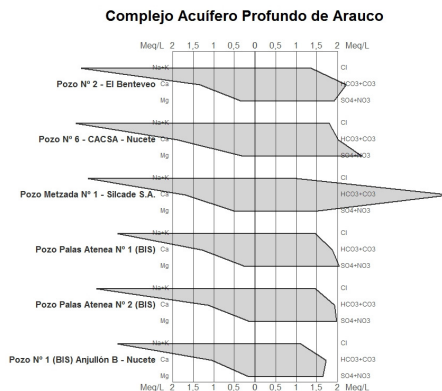 Complejo Acuífero Profundo de Arauco
Meq/L 2 1,5 1 0,5 0 0,5 1 1,5 2 Meq/L
Na+K Cl
Pozo Nº 2 - El Benteveo Ca HCO3+CO3
Mg SO4+NO3
Na+K Cl
Pozo Nº 6 - CACSA - Nucete Ca HCO3+CO3
Mg SO4+NO3
Na+K Cl
Pozo Metzada Nº 1 - Silcade S.A. Ca HCO3+CO3
Mg SO4+NO3
Na+K Cl
Pozo Palas Atenea Nº 1 (BIS) Ca HCO3+CO3
Mg SO4+NO3
Na+K Cl
Pozo Palas Atenea Nº 2 (BIS) Ca HCO3+CO3
Mg SO4+NO3
Na+K Cl
Pozo Nº 1 (BIS) Anjullón B - Nucete Ca HCO3+CO3
Mg SO4+NO3
Meq/L 2 1,5 1 0,5 0 0,5 1 1,5 2 Meq/L